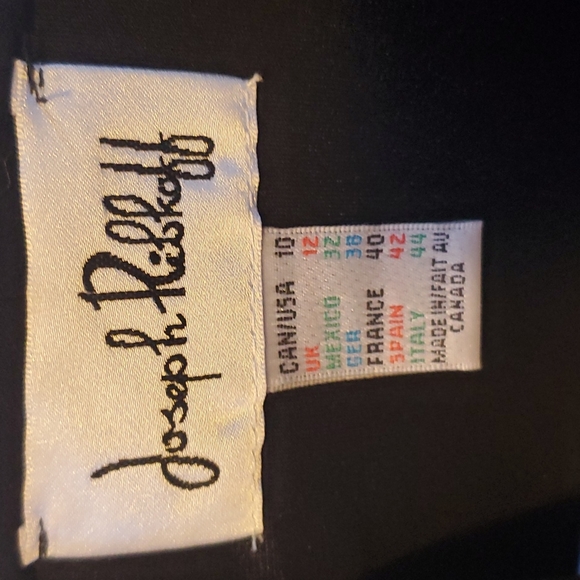 Joseph Ribkoff
CAN/USA 10
UK 12
MEXICO 32
GER 38
FRANCE 40
SPAIN 42
ITALY 44
MADE IN/FAIT AU
CANADA